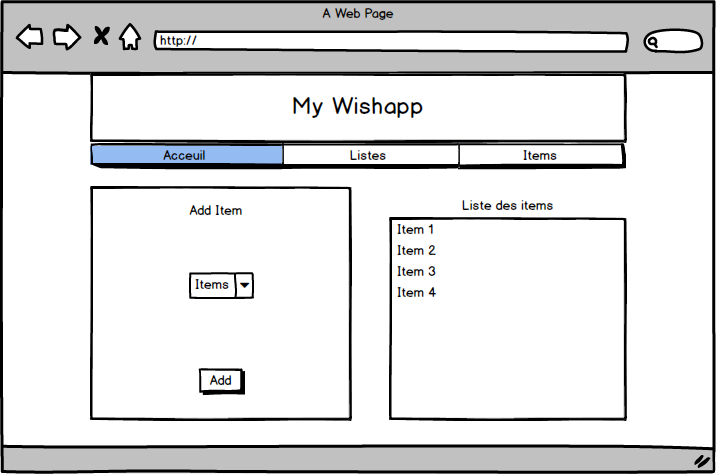 A Web Page
http://
My Wishapp
Acceuil Listes Items
Add Item
Items
Add
Liste des items
Item 1
Item 2
Item 3
Item 4